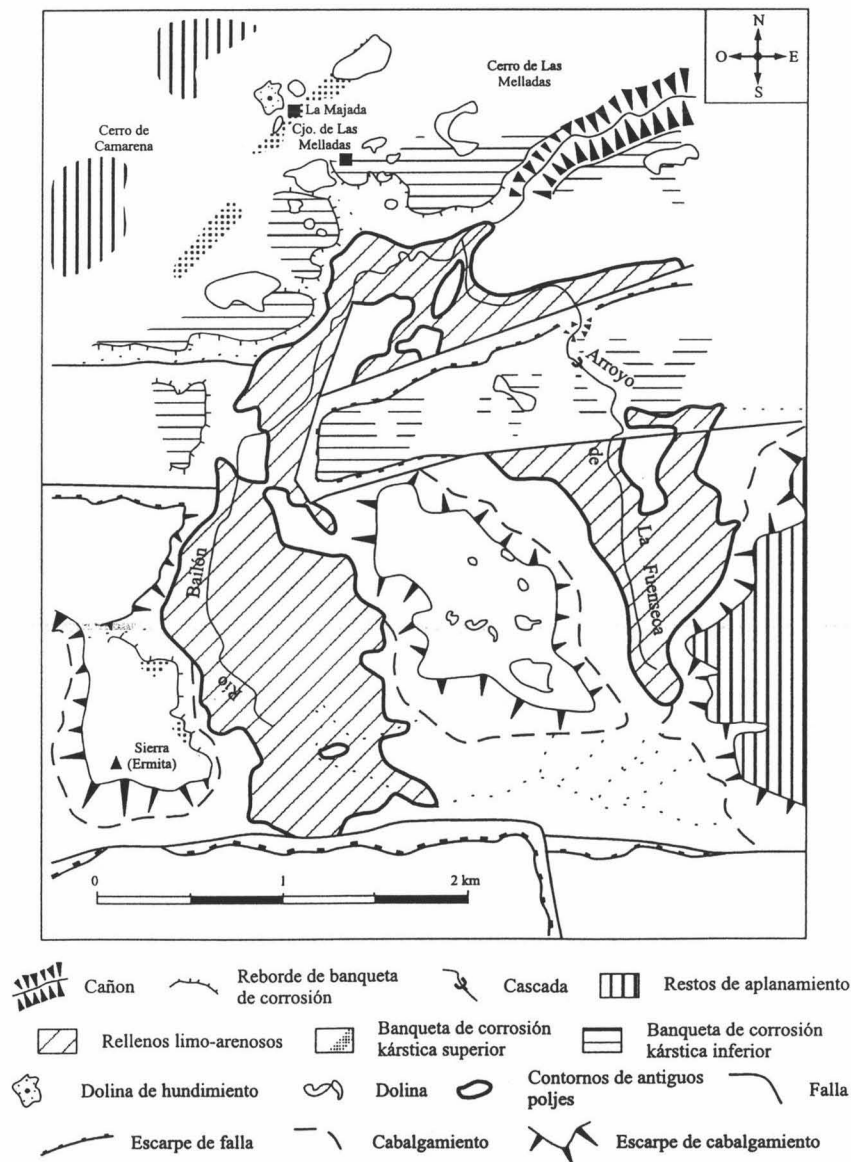 N
O E
S
Cerro de Las
Melladas
La Majada
Cjo. de Las
Melladas
Cerro de
Camarena
Arroyo
de
La Fuenseca
Bailón
Río
Sierra
(Ermita)
0 1 2 km
Cañon
Reborde de banqueta
de corrosión
Cascada
Restos de aplanamiento
Rellenos limo-arenosos
Banqueta de corrosión
kárstica superior
Banqueta de corrosión
kárstica inferior
Dolina de hundimiento
Dolina
Contornos de antiguos
poljes
Falla
Escarpe de falla
Cabalgamiento
Escarpe de cabalgamiento